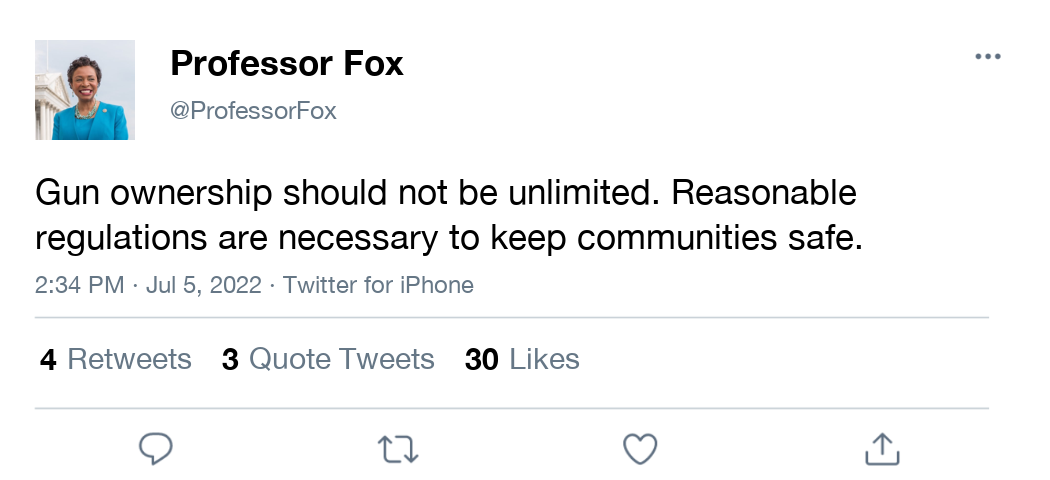 Professor Fox
@ProfessorFox
Gun ownership should not be unlimited. Reasonable
regulations are necessary to keep communities safe.
2:34 PM · Jul 5, 2022 · Twitter for iPhone
4 Retweets 3 Quote Tweets 30 Likes